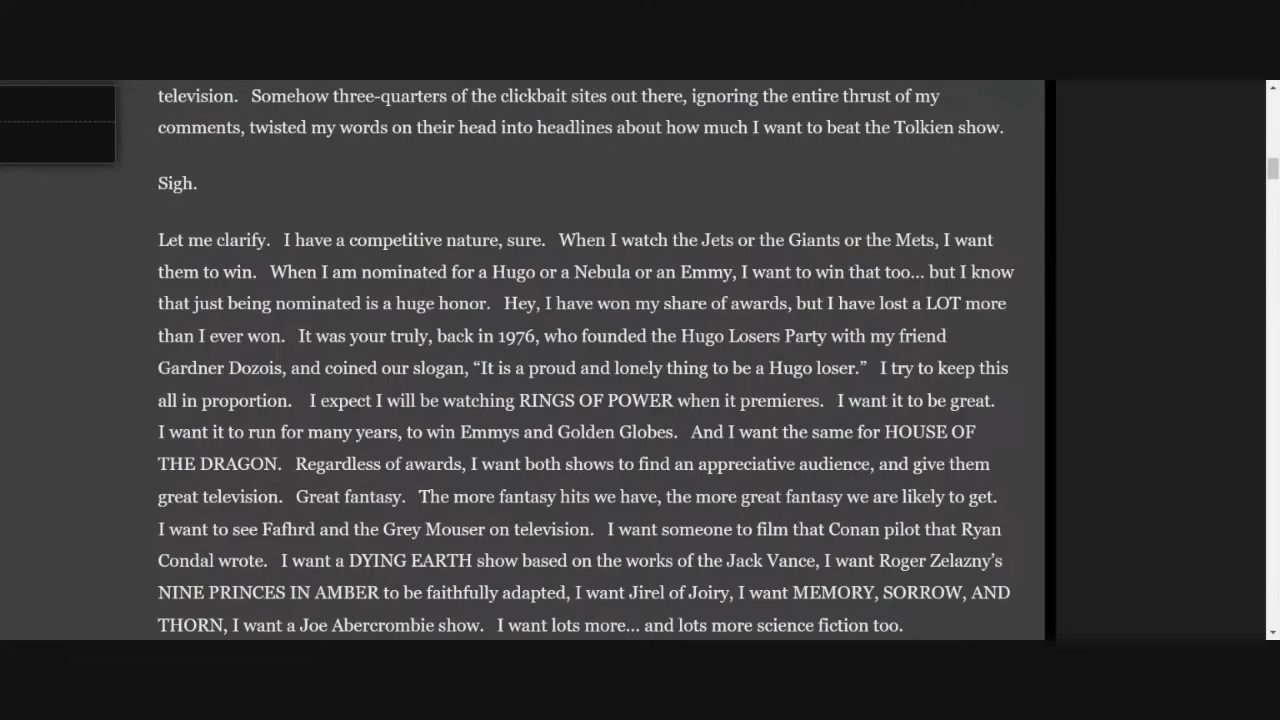 television. Somehow three-quarters of the clickbait sites out there, ignoring the entire thrust of my
comments, twisted my words on their head into headlines about how much I want to beat the Tolkien show.
Sigh.
Let me clarify. I have a competitive nature, sure. When I watch the Jets or the Giants or the Mets, I want
them to win. When I am nominated for a Hugo or a Nebula or an Emmy, I want to win that too... but I know
that just being nominated is a huge honor. Hey, I have won my share of awards, but I have lost a LOT more
than I ever won. It was your truly, back in 1976, who founded the Hugo Losers Party with my friend
Gardner Dozois, and coined our slogan, “It is a proud and lonely thing to be a Hugo loser.” I try to keep this
all in proportion. I expect I will be watching RINGS OF POWER when it premieres. I want it to be great.
I want it to run for many years, to win Emmys and Golden Globes. And I want the same for HOUSE OF
THE DRAGON. Regardless of awards, I want both shows to find an appreciative audience, and give them
great television. Great fantasy. The more fantasy hits we have, the more great fantasy we are likely to get.
I want to see Fafhrd and the Grey Mouser on television. I want someone to film that Conan pilot that Ryan
Condal wrote. I want a DYING EARTH show based on the works of the Jack Vance, I want Roger Zelazny’s
NINE PRINCES IN AMBER to be faithfully adapted, I want Jirel of Joiry, I want MEMORY, SORROW, AND
THORN, I want a Joe Abercrombie show. I want lots more... and lots more science fiction too.